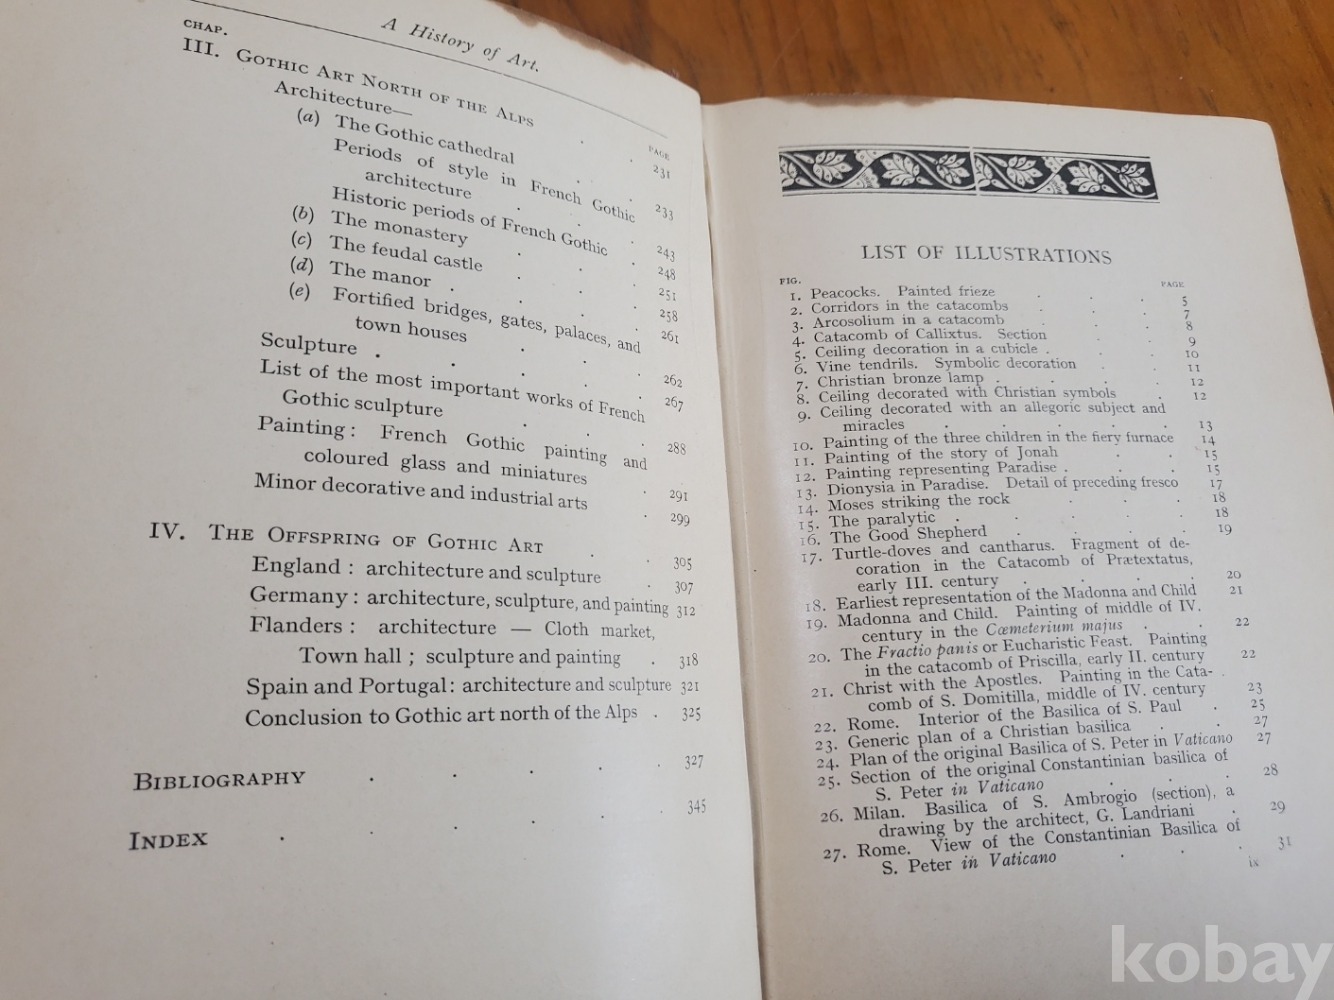 A History of Art.
CHAP.
PAGE
III. GOTHIC ART NORTH OF THE ALPS . . 231
Architecture—
(a) The Gothic cathedral . . 233
Periods of style in French Gothic
architecture . . . 243
Historic periods of French Gothic . 248
(b) The monastery . . . 251
(c) The feudal castle . . . 258
(d) The manor . . . . 261
(e) Fortified bridges, gates, palaces, and
town houses . . . 262
Sculpture . . . . . 267
List of the most important works of French
Gothic sculpture . . . 288
Painting: French Gothic painting and
coloured glass and miniatures . 291
Minor decorative and industrial arts . 299
IV. THE OFFSPRING OF GOTHIC ART . . 305
England: architecture and sculpture . 307
Germany: architecture, sculpture, and painting 312
Flanders: architecture — Cloth market,
Town hall; sculpture and painting . 318
Spain and Portugal: architecture and sculpture 321
Conclusion to Gothic art north of the Alps . 325
BIBLIOGRAPHY . . . . . 327
INDEX . . . . . 345
LIST OF ILLUSTRATIONS
FIG. PAGE
1. Peacocks. Painted frieze . . . 5
2. Corridors in the catacombs . . . 7
3. Arcosolium in a catacomb . . . 8
4. Catacomb of Callixtus. Section . . 9
5. Ceiling decoration in a cubicle . . . 10
6. Vine tendrils. Symbolic decoration . . 11
7. Christian bronze lamp . . . . 12
8. Ceiling decorated with Christian symbols . 12
9. Ceiling decorated with an allegoric subject and
miracles . . . . . 13
10. Painting of the three children in the fiery furnace 14
11. Painting of the story of Jonah . . 15
12. Painting representing Paradise . . . 15
13. Dionysia in Paradise. Detail of preceding fresco 17
14. Moses striking the rock . . . 18
15. The paralytic . . . . . 18
16. The Good Shepherd . . . . 19
17. Turtle-doves and cantharus. Fragment of de-
coration in the Catacomb of Prætextatus,
early III. century . . . . 20
18. Earliest representation of the Madonna and Child 21
19. Madonna and Child. Painting of middle of IV.
century in the Cœmeterium majus . . 22
20. The Fractio panis or Eucharistic Feast. Painting
in the catacomb of Priscilla, early II. century 22
21. Christ with the Apostles. Painting in the Cata-
comb of S. Domitilla, middle of IV. century 23
22. Rome. Interior of the Basilica of S. Paul . 25
23. Generic plan of a Christian basilica . . 27
24. Plan of the original Basilica of S. Peter in Vaticano 27
25. Section of the original Constantinian basilica of
S. Peter in Vaticano . . . 28
26. Milan. Basilica of S. Ambrogio (section), a
drawing by the architect, G. Landriani . 29
27. Rome. View of the Constantinian Basilica of
S. Peter in Vaticano . . . 31
ix
kobay